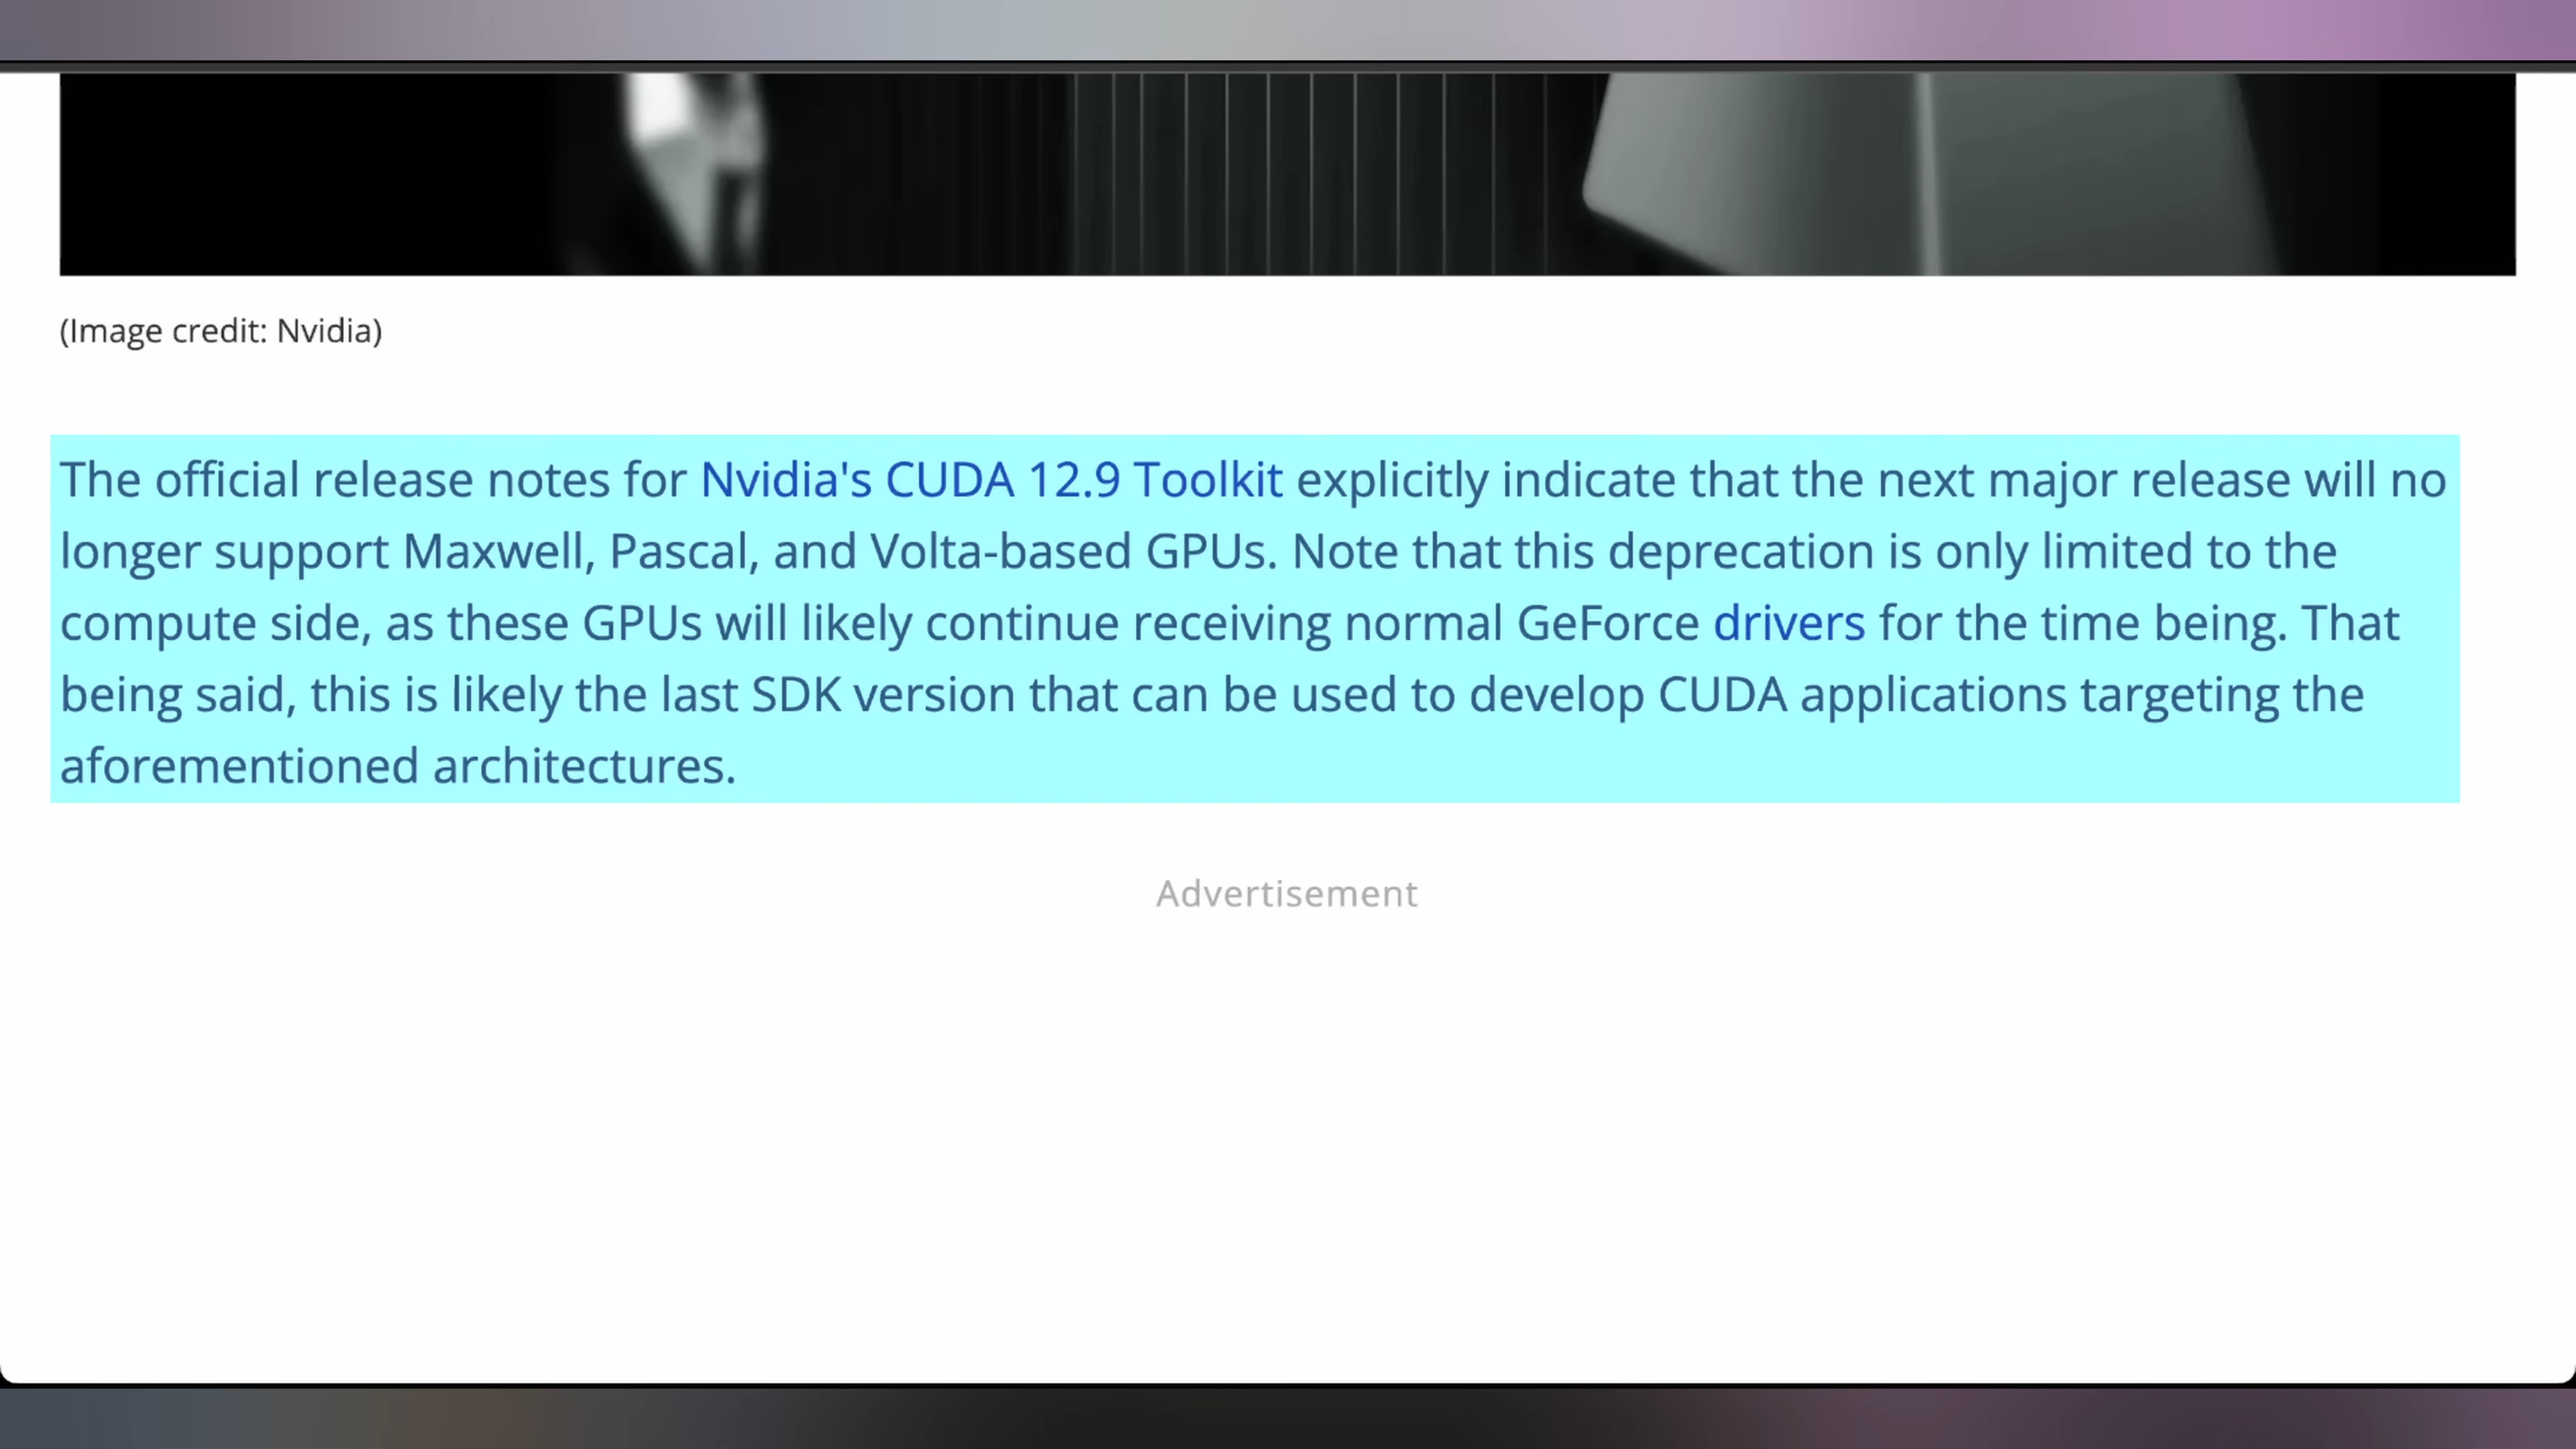 (Image credit: Nvidia)
The official release notes for Nvidia's CUDA 12.9 Toolkit explicitly indicate that the next major release will no
longer support Maxwell, Pascal, and Volta-based GPUs. Note that this deprecation is only limited to the
compute side, as these GPUs will likely continue receiving normal GeForce drivers for the time being. That
being said, this is likely the last SDK version that can be used to develop CUDA applications targeting the
aforementioned architectures.
Advertisement